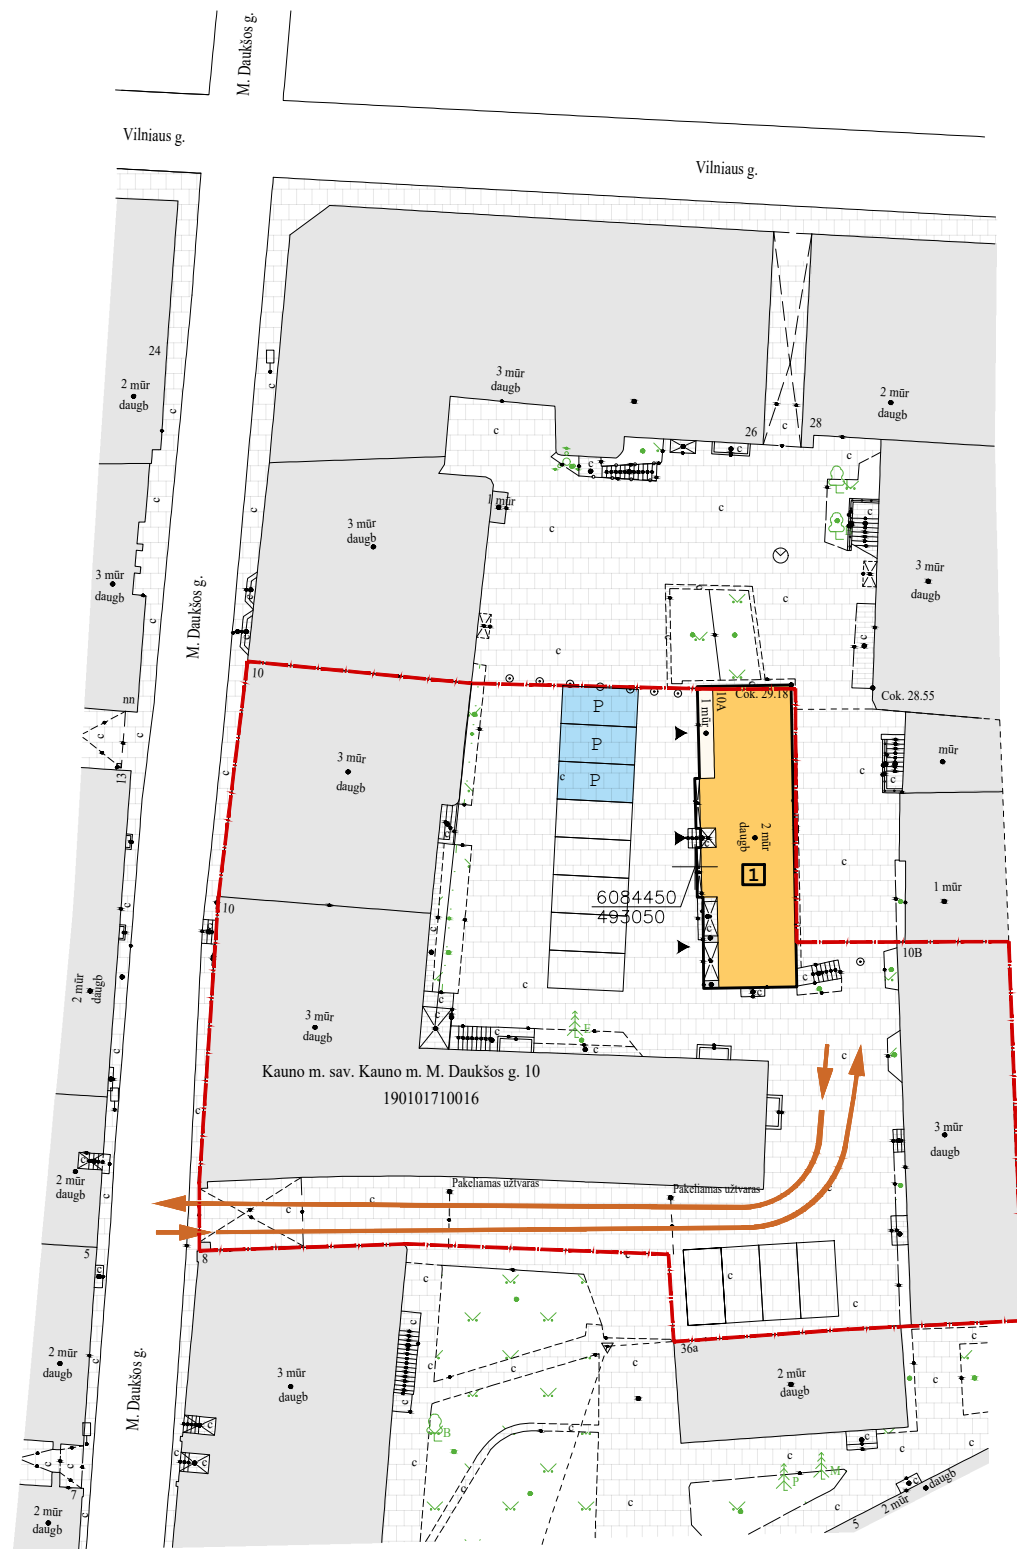 M. Daukšos g.
Vilniaus g.
Vilniaus g.
24
2 mūr
daugb
3 mūr
daugb
26
28
2 mūr
daugb
1 mūr
3 mūr
daugb
3 mūr
daugb
3 mūr
daugb
M. Daukšos g.
nn
10
10A
Cok. 29.18
Cok. 28.55
1 mūr
P
P
P
3 mūr
daugb
mūr
13
2 mūr
daugb
1
6084450
493050
1 mūr
10
10B
2 mūr
daugb
3 mūr
daugb
E
Kauno m. sav. Kauno m. M. Daukšos g. 10
190101710016
3 mūr
daugb
2 mūr
daugb
Pakeliamas užtvaras
Pakeliamas užtvaras
5
8
36a
2 mūr
daugb
3 mūr
daugb
2 mūr
daugb
M. Daukšos g.
B
P
M
7
2 mūr
daugb
5
2 mūr
daugb